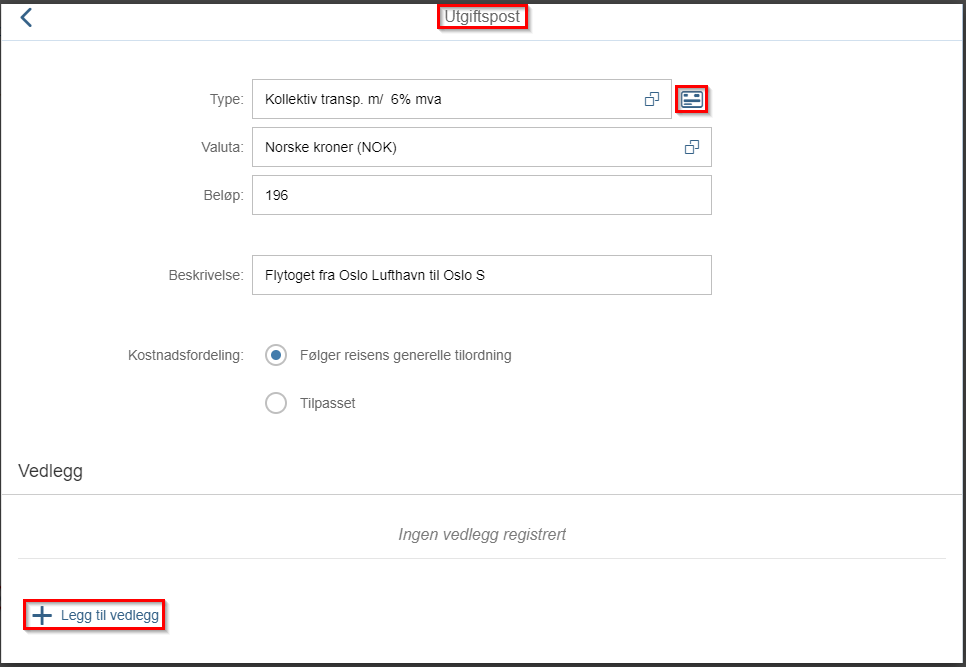 Utgiftspost
Type: Kollektiv transp. m/  6% mva
Valuta: Norske kroner (NOK)
Beløp: 196
Beskrivelse: Flytoget fra Oslo Lufthavn til Oslo S
Kostnadsfordeling: Følger reisens generelle tilordning
Tilpasset
Vedlegg
Ingen vedlegg registrert
Legg til vedlegg